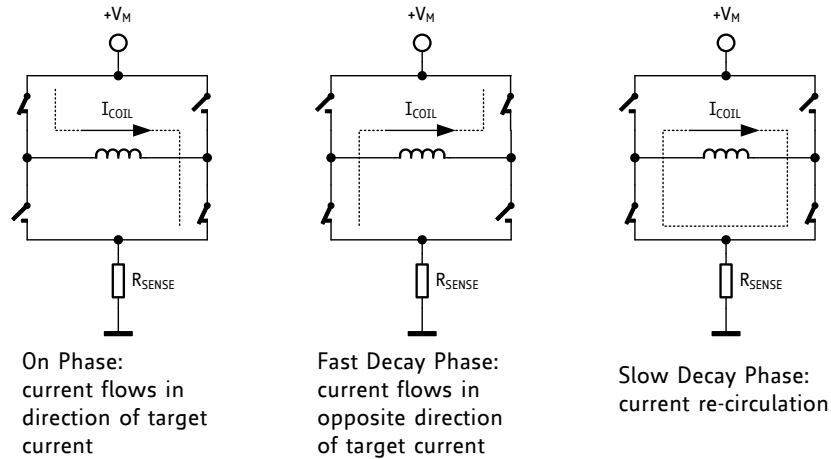 +VM
ICOIL
RSENSE
On Phase:
current flows in
direction of target
current
+VM
ICOIL
RSENSE
Fast Decay Phase:
current flows in
opposite direction
of target current
+VM
ICOIL
RSENSE
Slow Decay Phase:
current re-circulation